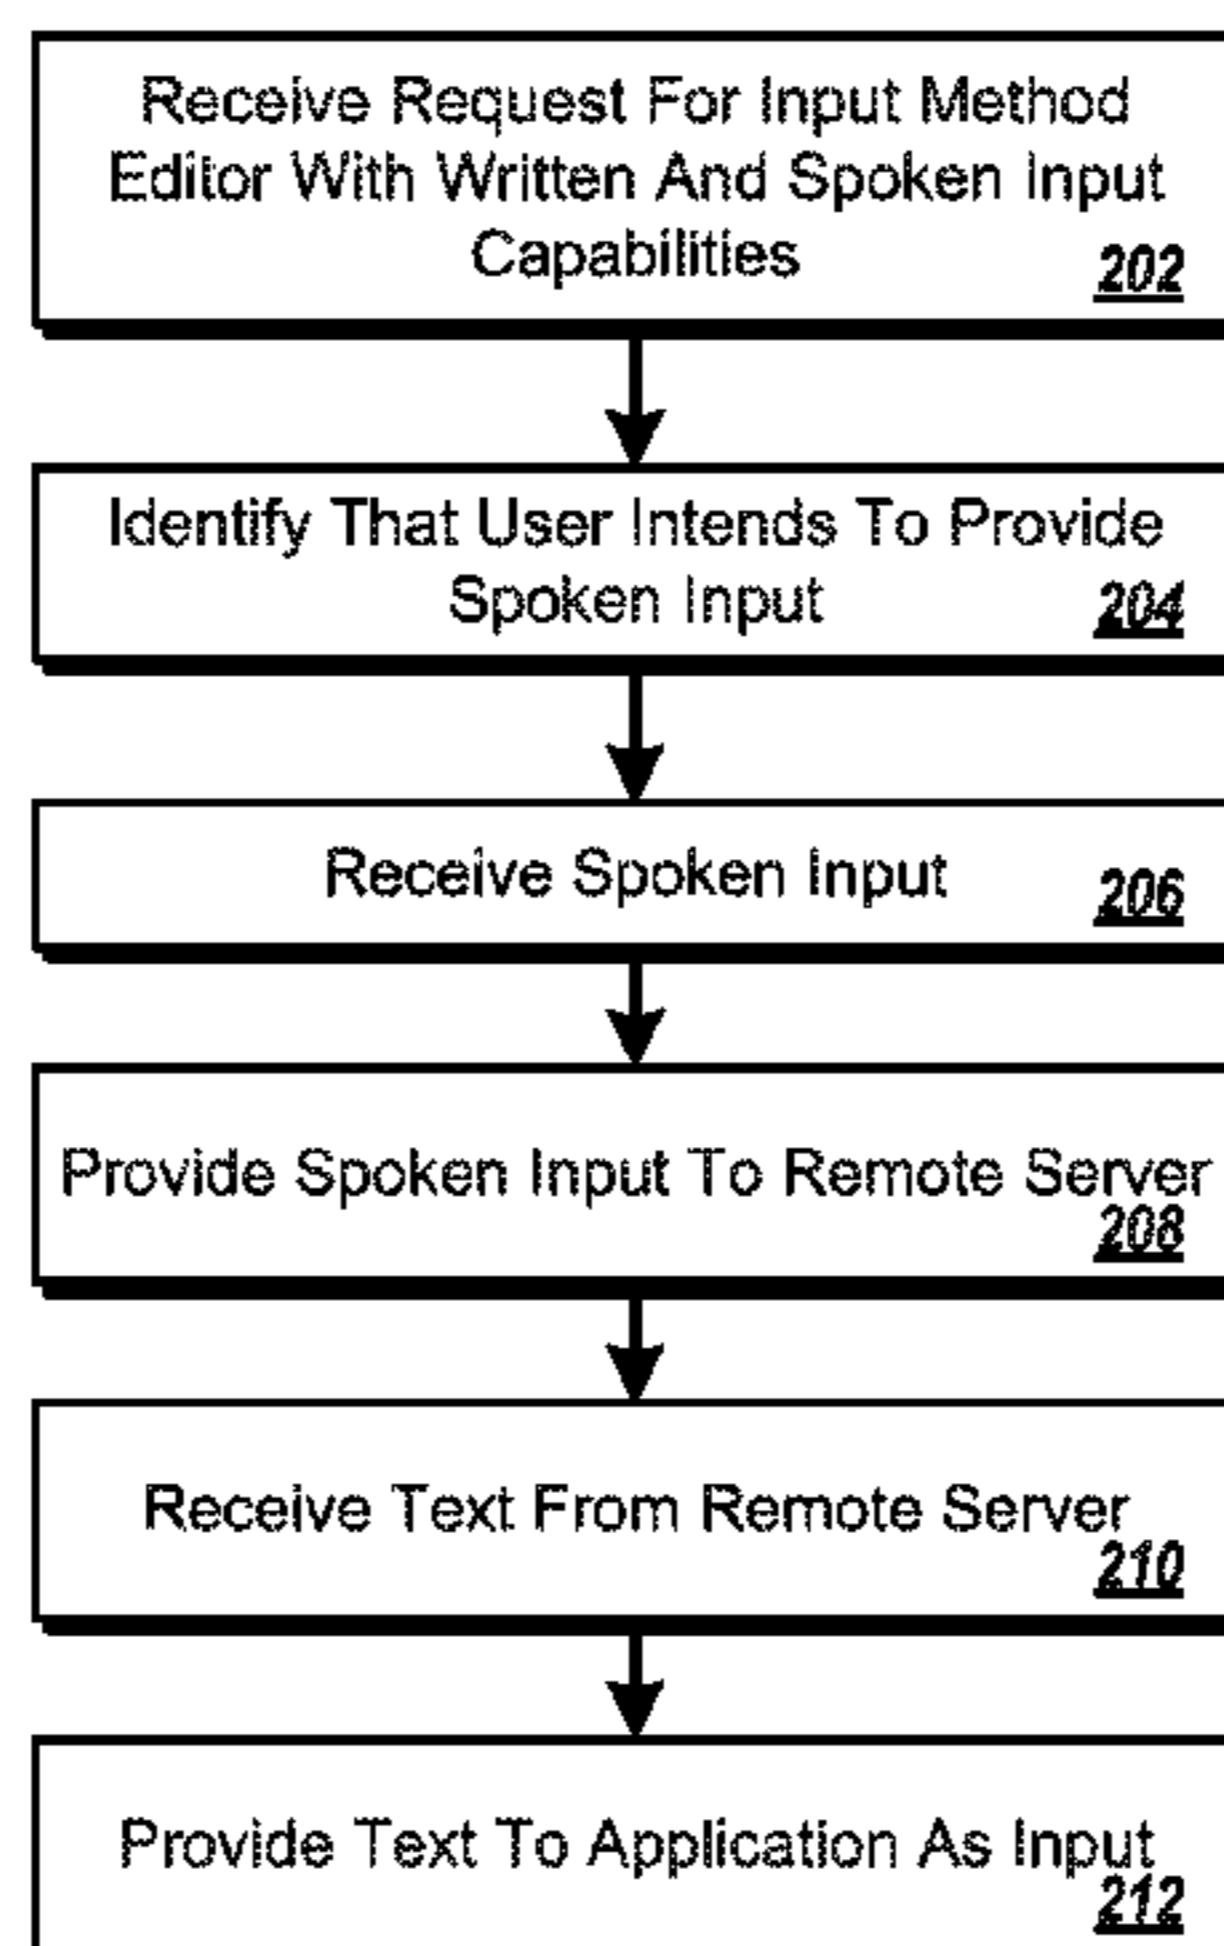 Receive Request For Input Method
Editor With Written And Spoken Input
Capabilities
202
Identify That User Intends To Provide
Spoken Input
204
Receive Spoken Input
206
Provide Spoken Input To Remote Server
208
Receive Text From Remote Server
210
Provide Text To Application As Input
212